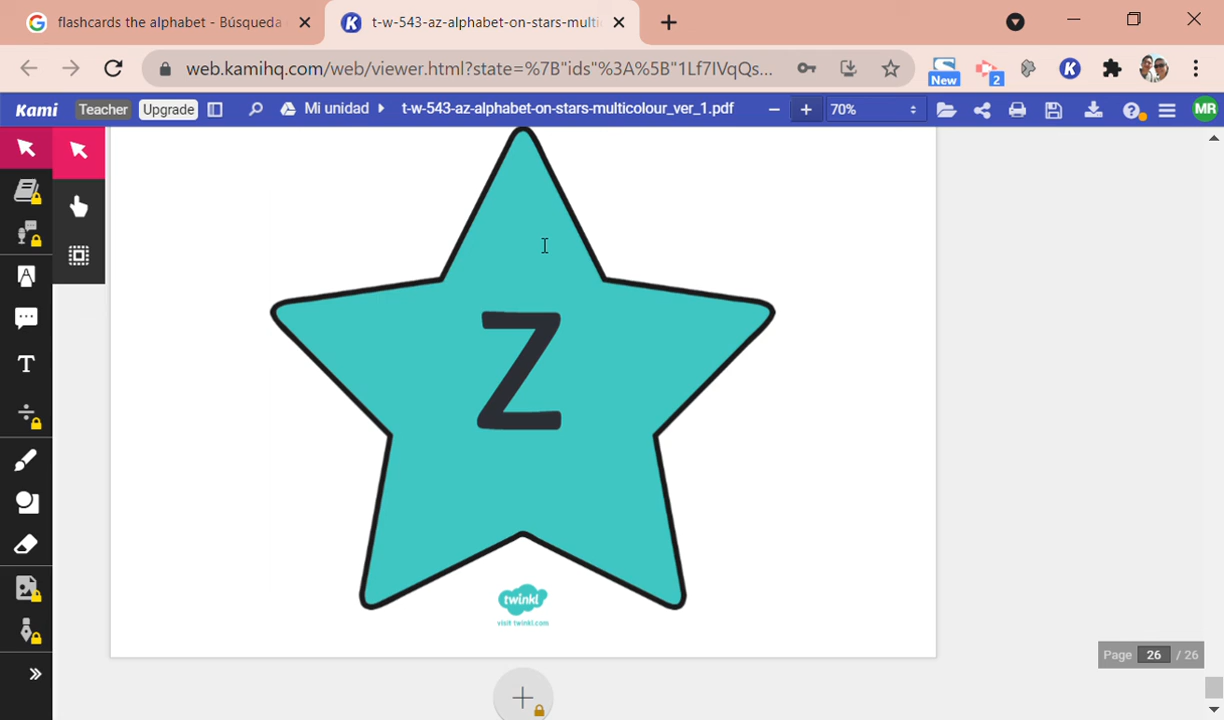 flashcards the alphabet - Búsqueda
t-w-543-az-alphabet-on-stars-multi
web.kamihq.com/web/viewer.html?state=%7B"ids"%3A%5B"1Lf7IVqQs...
New
2
Kami
Teacher
Upgrade
Mi unidad
t-w-543-az-alphabet-on-stars-multicolour_ver_1.pdf
70%
MR
Z
twinkl
visit twinkl.com
Page 26 / 26